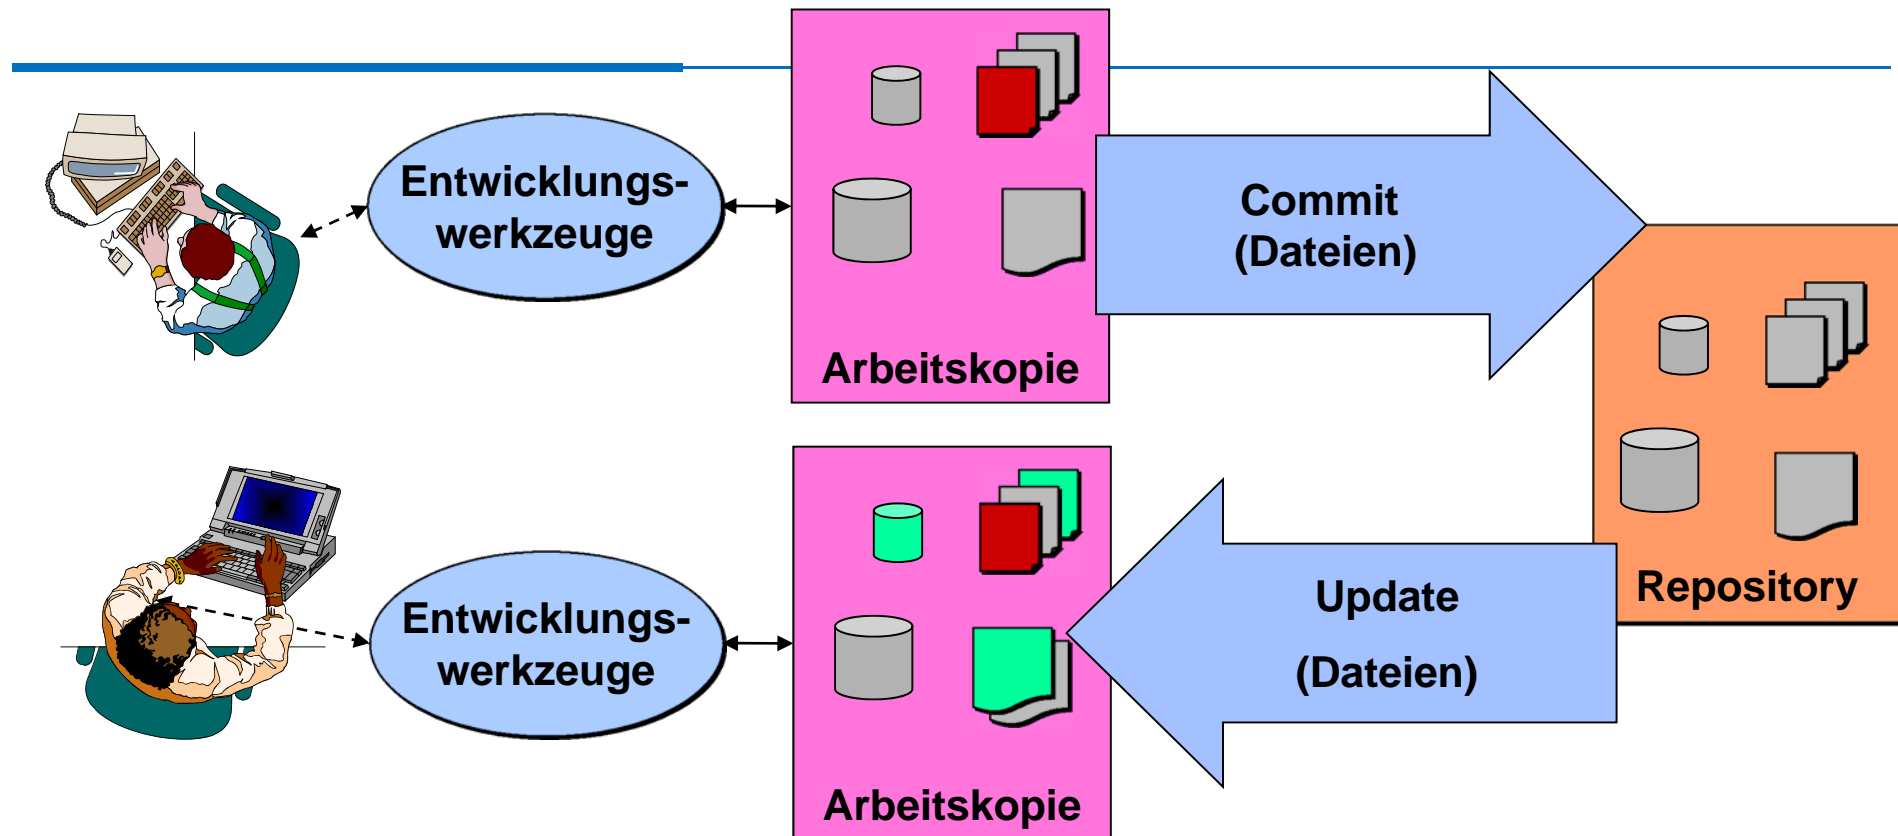 Entwicklungs-
werkzeuge
Arbeitskopie
Commit
(Dateien)
Repository
Entwicklungs-
werkzeuge
Arbeitskopie
Update
(Dateien)